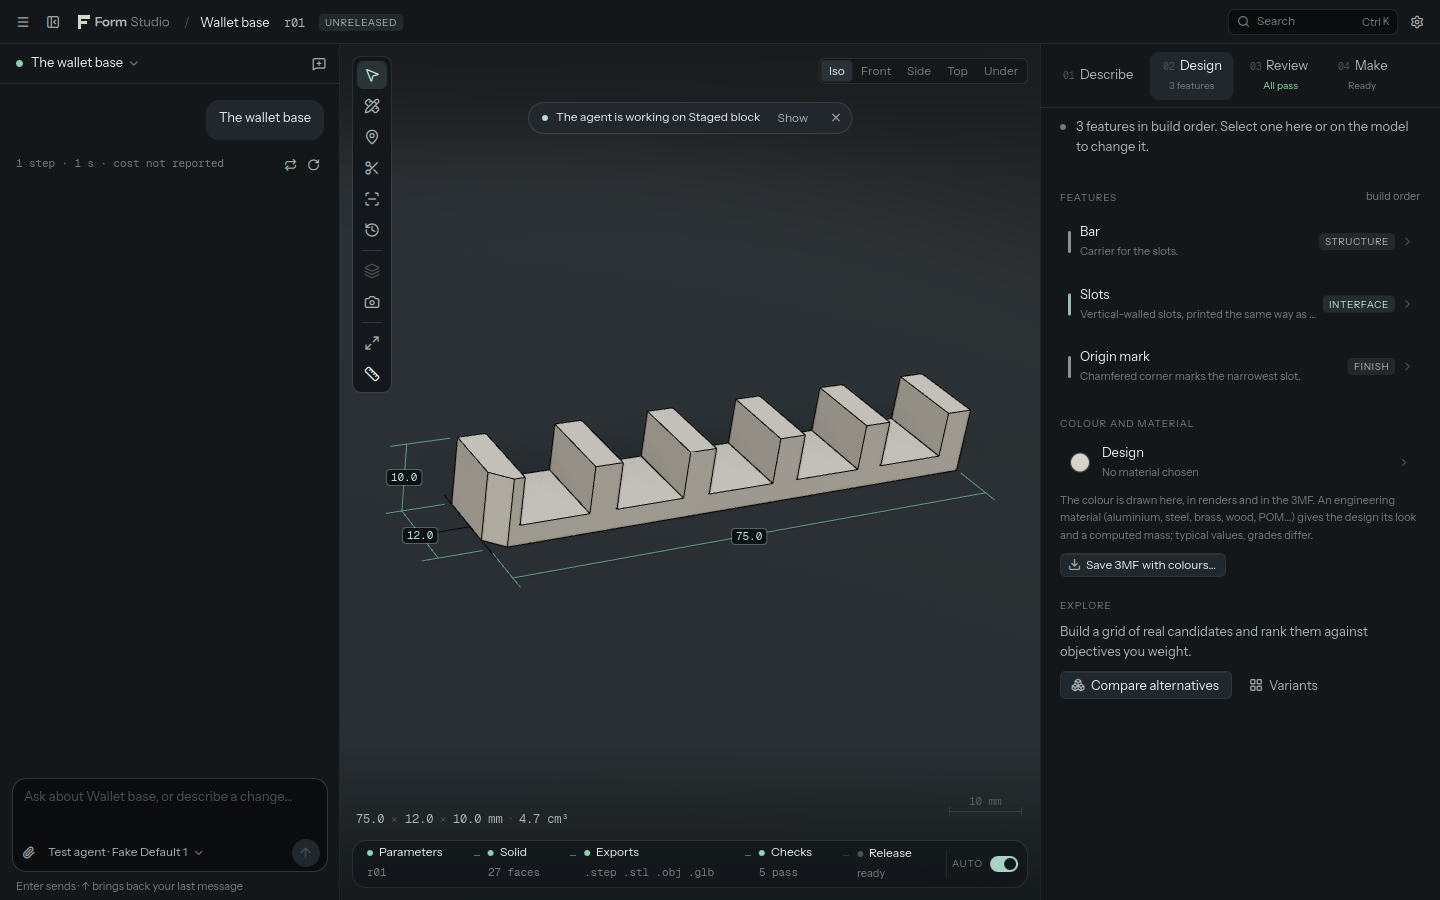 Form Studio / Wallet base r01 UNRELEASED
Search Ctrl K
The wallet base
The wallet base
1 step · 1 s · cost not reported
Ask about Wallet base, or describe a change...
Test agent · Fake Default 1
Enter sends · ↑ brings back your last message
Iso Front Side Top Under
The agent is working on Staged block Show
10.0
12.0
75.0
10 mm
75.0 × 12.0 × 10.0 mm · 4.7 cm³
Parameters
r01
Solid
27 faces
Exports
.step .stl .obj .glb
Checks
5 pass
Release
ready
AUTO
01 Describe
02 Design
3 features
03 Review
All pass
04 Make
Ready
3 features in build order. Select one here or on the model
to change it.
FEATURES build order
Bar
Carrier for the slots.
STRUCTURE
Slots
Vertical-walled slots, printed the same way as ...
INTERFACE
Origin mark
Chamfered corner marks the narrowest slot.
FINISH
COLOUR AND MATERIAL
Design
No material chosen
The colour is drawn here, in renders and in the 3MF. An engineering
material (aluminium, steel, brass, wood, POM...) gives the design its look
and a computed mass; typical values, grades differ.
Save 3MF with colours...
EXPLORE
Build a grid of real candidates and rank them against
objectives you weight.
Compare alternatives Variants